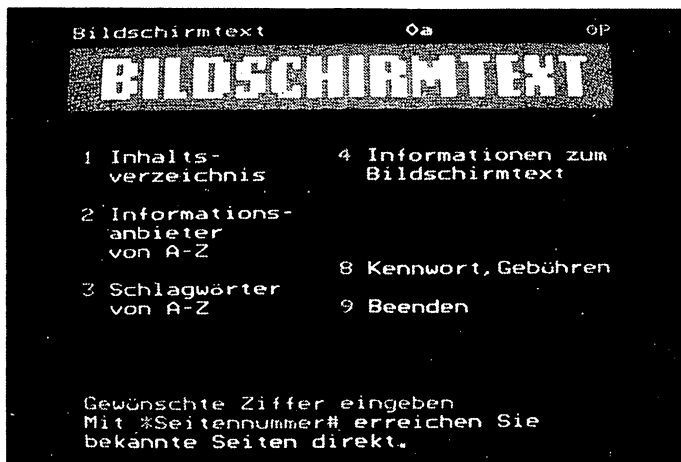 Bildschirmtext 0a 0P
BILDSCHIRMTEXT
1 Inhalts-
verzeichnis
2 Informations-
anbieter
von A-Z
3 Schlagwörter
von A-Z
4 Informationen zum
Bildschirmtext
8 Kennwort, Gebühren
9 Beenden
Gewünschte Ziffer eingeben
Mit *Seitennummer# erreichen Sie
bekannte Seiten direkt.